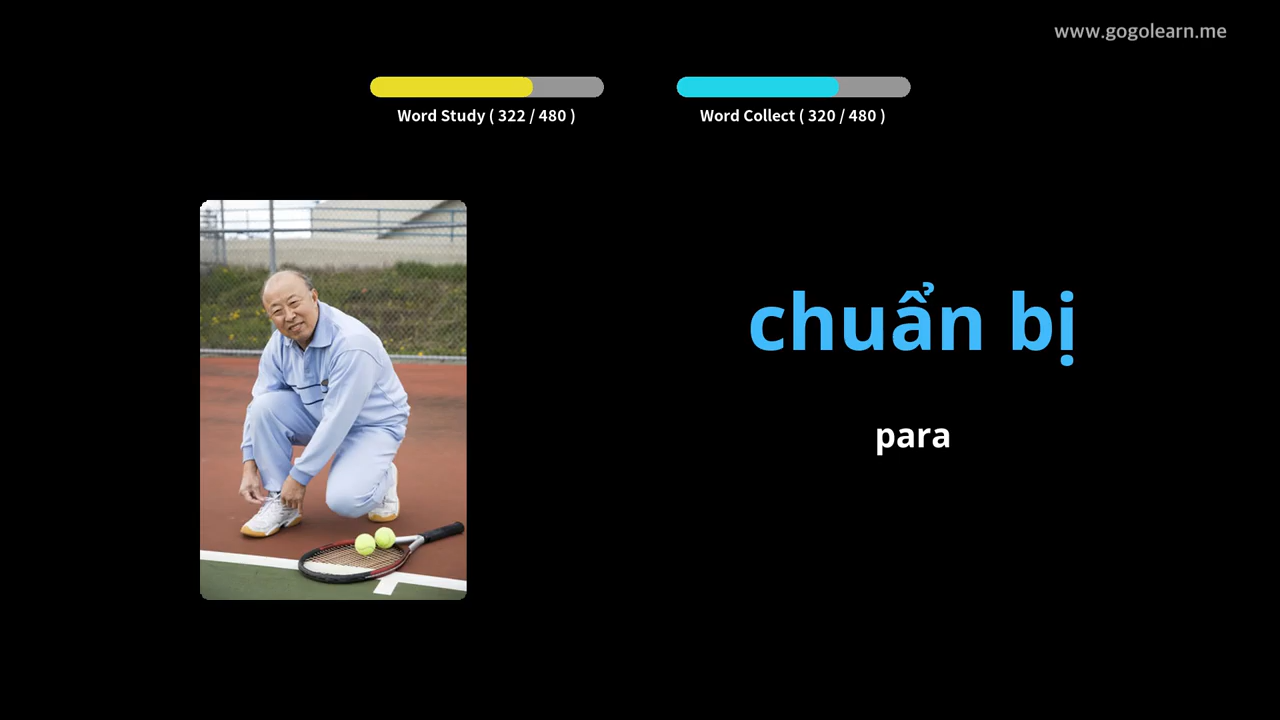 www.gogolearn.me
Word Study ( 322 / 480 )
Word Collect ( 320 / 480 )
chuẩn bị
para